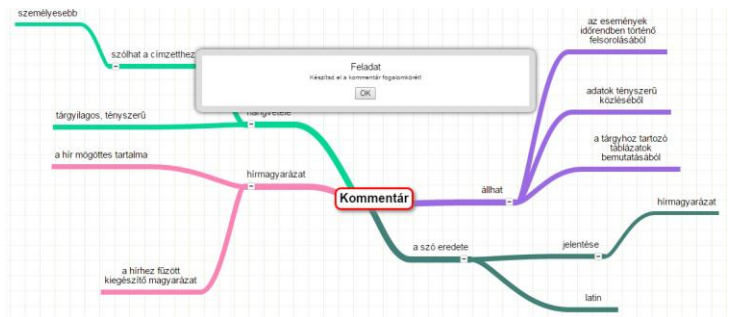 személyesebb
szólhat a címzetthez
Feladat
Készítsd el a kommentár fogalomkörét!
OK
hangvétele
tárgyilagos, tényszerű
a hír mögöttes tartalma
hírmagyarázat
a hírhez fűzött
kiegészítő magyarázat
Kommentár
az események
időrendben történő
felsorolásából
adatok tényszerű
közléséből
a tárgyhoz tartozó
táblázatok
bemutatásából
állhat
a szó eredete
jelentése
hírmagyarázat
latin